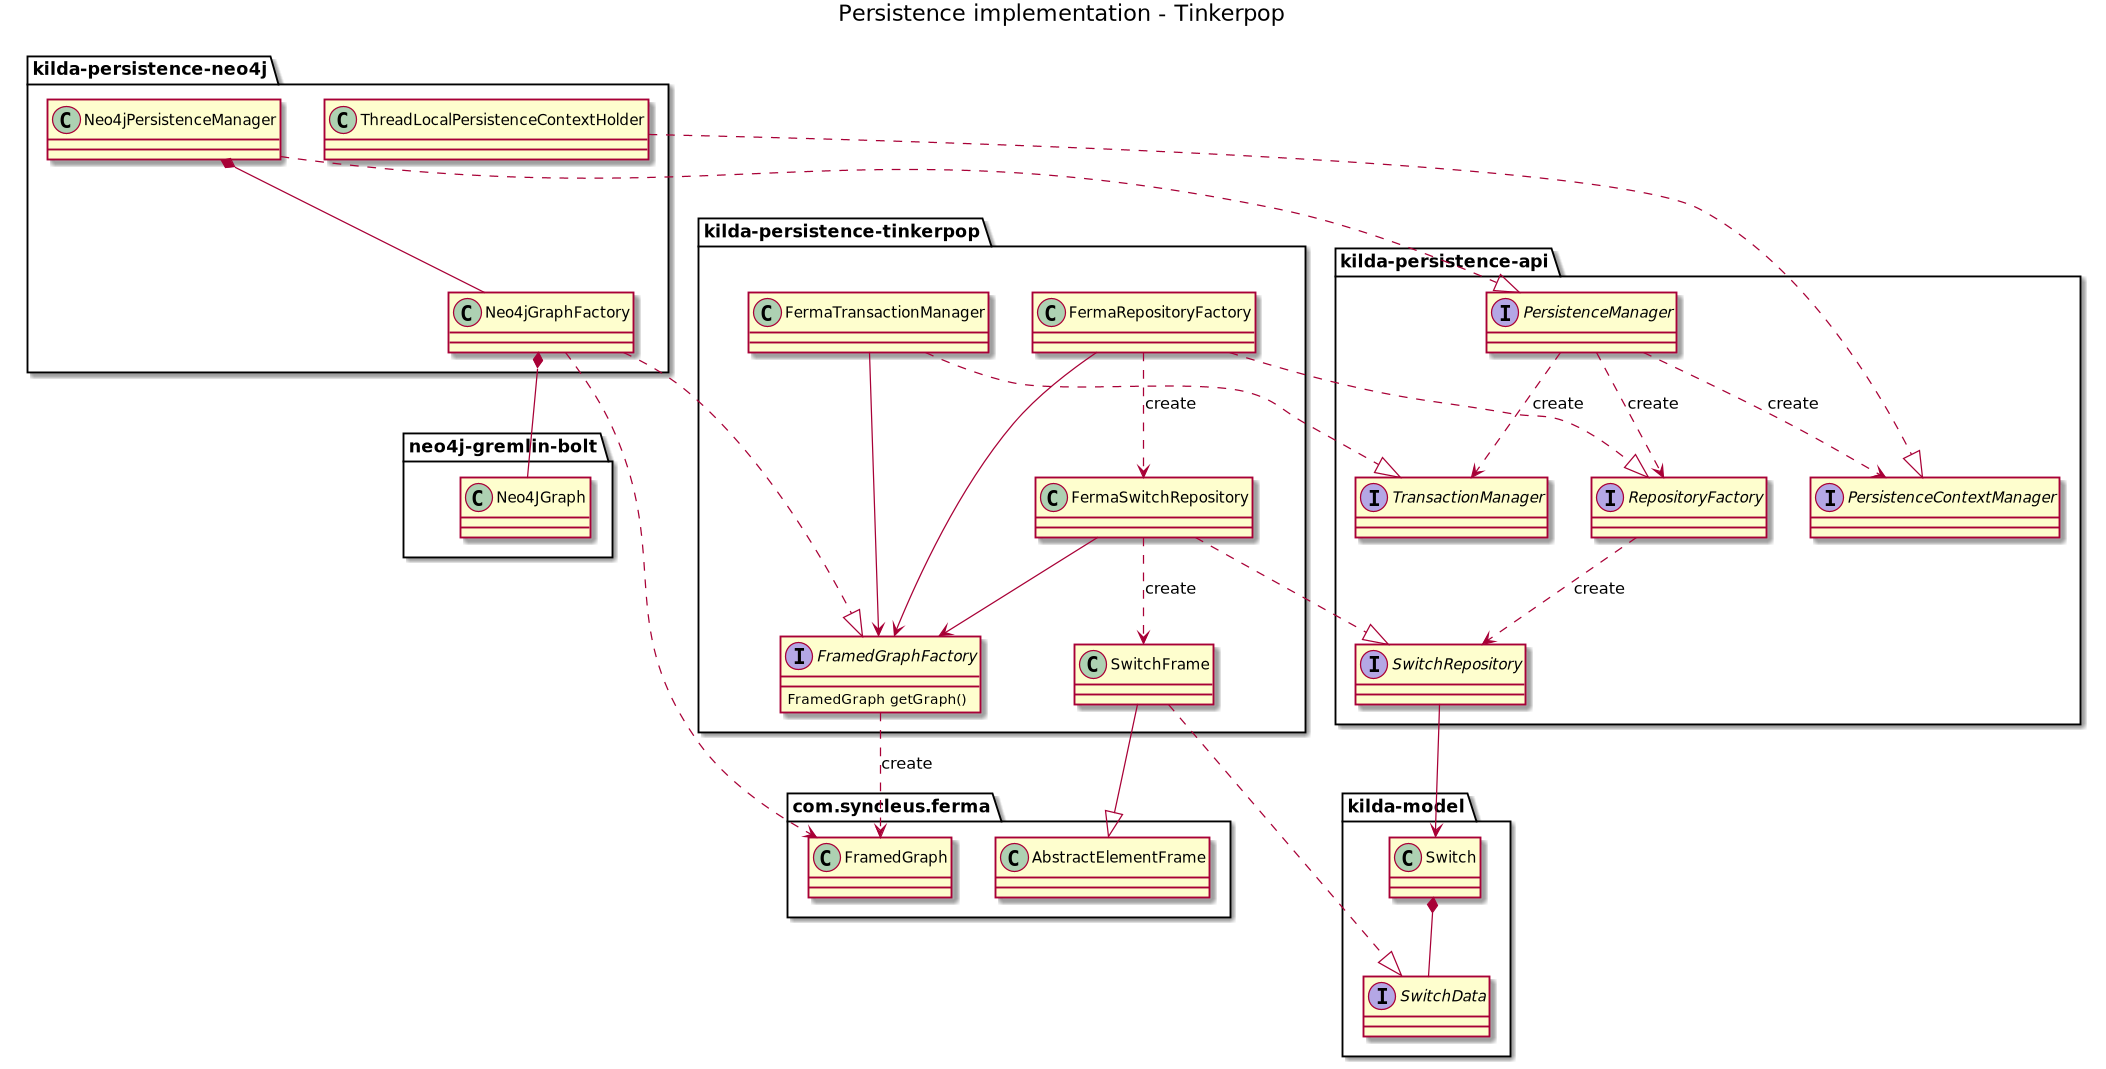 Persistence implementation - Tinkerpop
kilda-persistence-neo4j
C Neo4jPersistenceManager
C ThreadLocalPersistenceContextHolder
C Neo4jGraphFactory
kilda-persistence-tinkerpop
C FermaTransactionManager
C FermaRepositoryFactory
create
C FermaSwitchRepository
create
I FramedGraphFactory
FramedGraph getGraph()
C SwitchFrame
kilda-persistence-api
I PersistenceManager
create
create
create
I TransactionManager
I RepositoryFactory
I PersistenceContextManager
create
I SwitchRepository
neo4j-gremlin-bolt
C Neo4JGraph
create
com.syncleus.ferma
C FramedGraph
C AbstractElementFrame
kilda-model
C Switch
I SwitchData